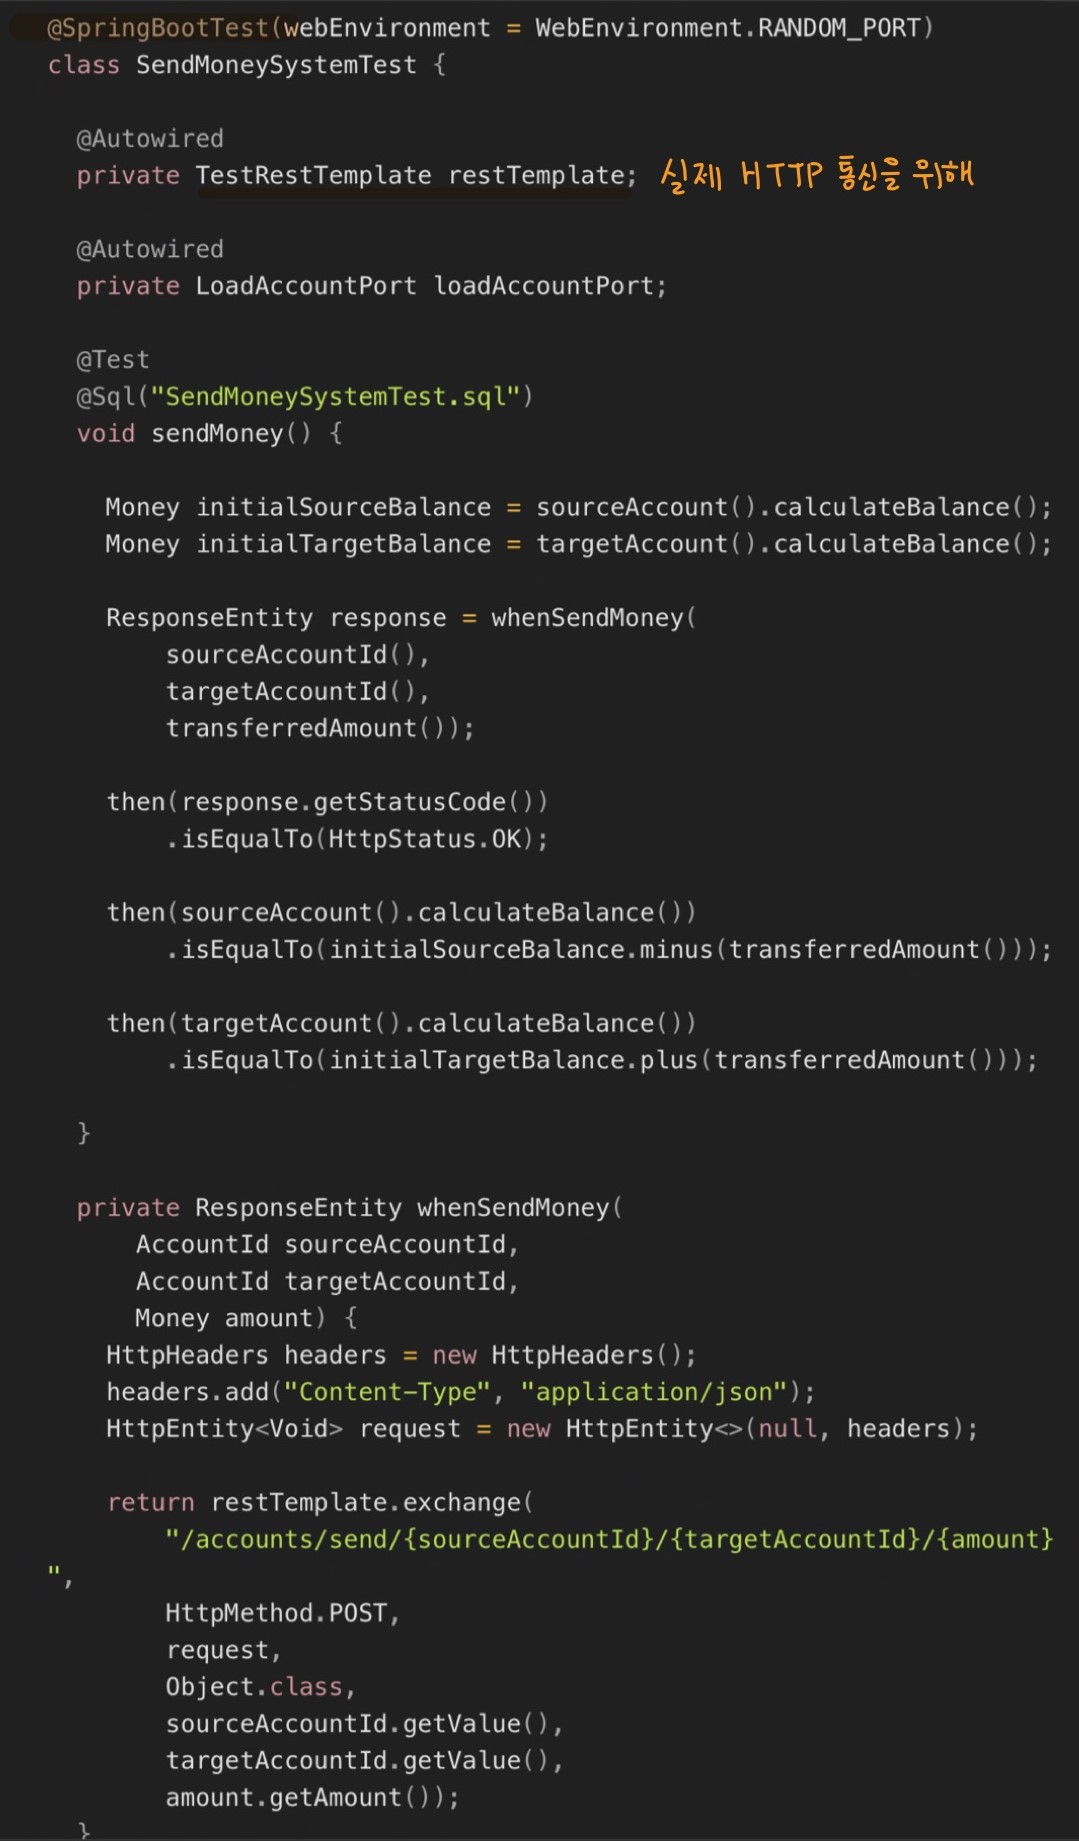 @SpringBootTest(webEnvironment = WebEnvironment.RANDOM_PORT)
class SendMoneySystemTest {
@Autowired
private TestRestTemplate restTemplate; 실제 HTTP 통신을 위해
@Autowired
private LoadAccountPort loadAccountPort;
@Test
@Sql("SendMoneySystemTest.sql")
void sendMoney() {
Money initialSourceBalance = sourceAccount().calculateBalance();
Money initialTargetBalance = targetAccount().calculateBalance();
ResponseEntity response = whenSendMoney(
sourceAccountId(),
targetAccountId(),
transferredAmount());
then(response.getStatusCode())
.isEqualTo(HttpStatus.OK);
then(sourceAccount().calculateBalance())
.isEqualTo(initialSourceBalance.minus(transferredAmount()));
then(targetAccount().calculateBalance())
.isEqualTo(initialTargetBalance.plus(transferredAmount()));
}
private ResponseEntity whenSendMoney(
AccountId sourceAccountId,
AccountId targetAccountId,
Money amount) {
HttpHeaders headers = new HttpHeaders();
headers.add("Content-Type", "application/json");
HttpEntity<Void> request = new HttpEntity<>(null, headers);
return restTemplate.exchange(
"/accounts/send/{sourceAccountId}/{targetAccountId}/{amount}
",
HttpMethod.POST,
request,
Object.class,
sourceAccountId.getValue(),
targetAccountId.getValue(),
amount.getAmount());
}